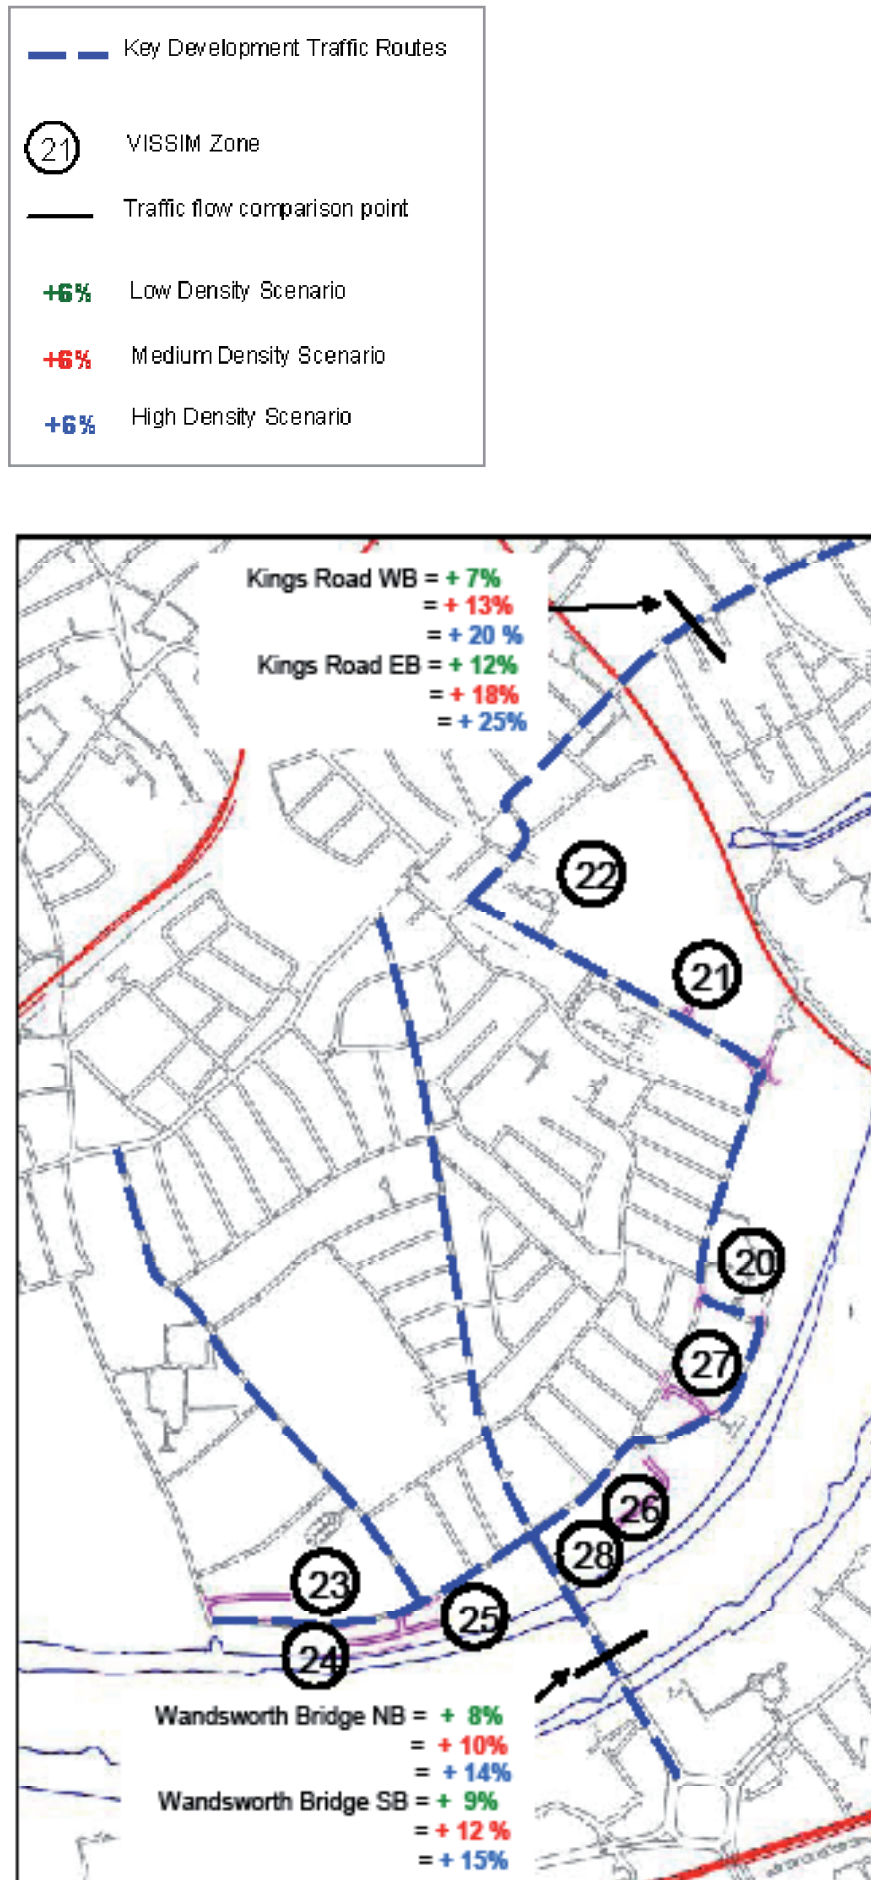 Key Development Traffic Routes
21 VISSIM Zone
Traffic flow comparison point
+6% Low Density Scenario
+6% Medium Density Scenario
+6% High Density Scenario
Kings Road WB = + 7%
= + 13%
= + 20 %
Kings Road EB = + 12%
= + 18%
= + 25%
22
21
20
27
26
28
23
25
24
Wandsworth Bridge NB = + 8%
= + 10%
= + 14%
Wandsworth Bridge SB = + 9%
= + 12 %
= + 15%